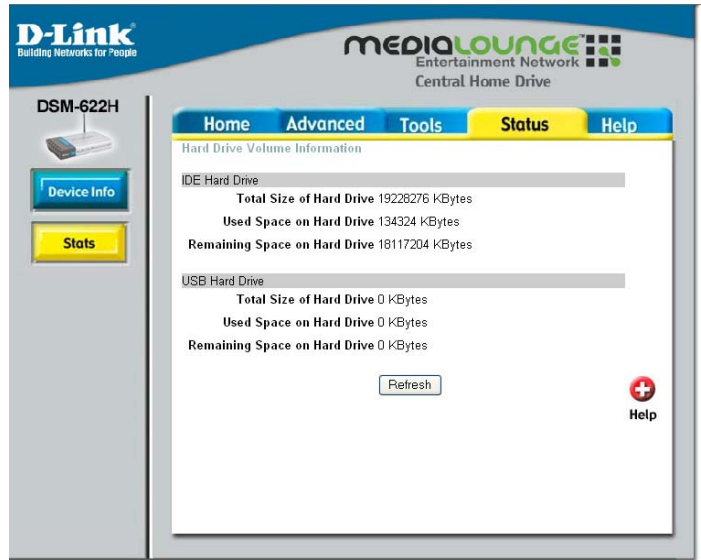 D-Link
Building Networks for People
MEDIALOUNGE™
Entertainment Network
Central Home Drive
DSM-622H
Home Advanced Tools Status Help
Device Info
Stats
Hard Drive Volume Information
IDE Hard Drive
Total Size of Hard Drive 19228276 KBytes
Used Space on Hard Drive 134324 KBytes
Remaining Space on Hard Drive 18117204 KBytes
USB Hard Drive
Total Size of Hard Drive 0 KBytes
Used Space on Hard Drive 0 KBytes
Remaining Space on Hard Drive 0 KBytes
Refresh
Help